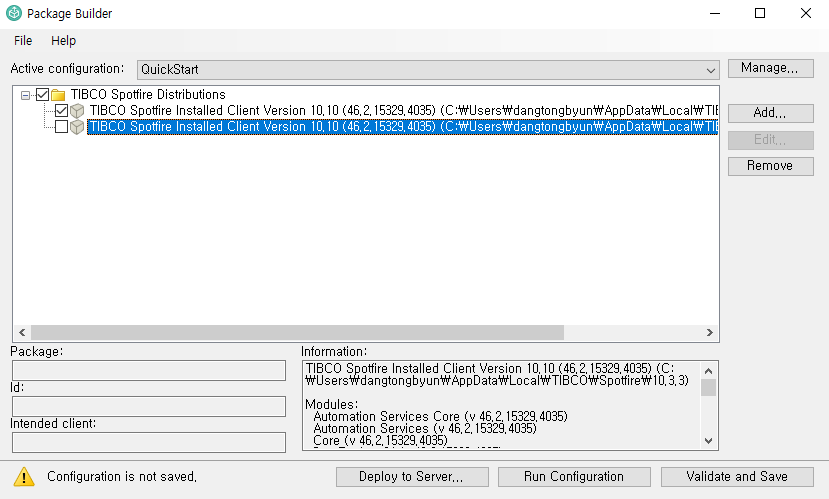 Package Builder
File Help
Active configuration: QuickStart Manage...
TIBCO Spotfire Distributions
TIBCO Spotfire Installed Client Version 10.10 (46.2.15329.4035) (C:₩Users₩dangtongbyun₩AppData₩Local₩TIB
Add...
TIBCO Spotfire Installed Client Version 10.10 (46.2.15329.4035) (C:₩Users₩dangtongbyun₩AppData₩Local₩TIB
Edit...
Remove
Package:
Id:
Intended client:
Information:
TIBCO Spotfire Installed Client Version 10.10 (46.2.15329.4035) (C:
₩Users₩dangtongbyun₩AppData₩Local₩TIBCO₩Spotfire₩10.3.3)
Modules:
Automation Services Core (v 46.2.15329.4035)
Automation Services (v 46.2.15329.4035)
Core (v 46.2.15329.4035)
Configuration is not saved.
Deploy to Server... Run Configuration Validate and Save